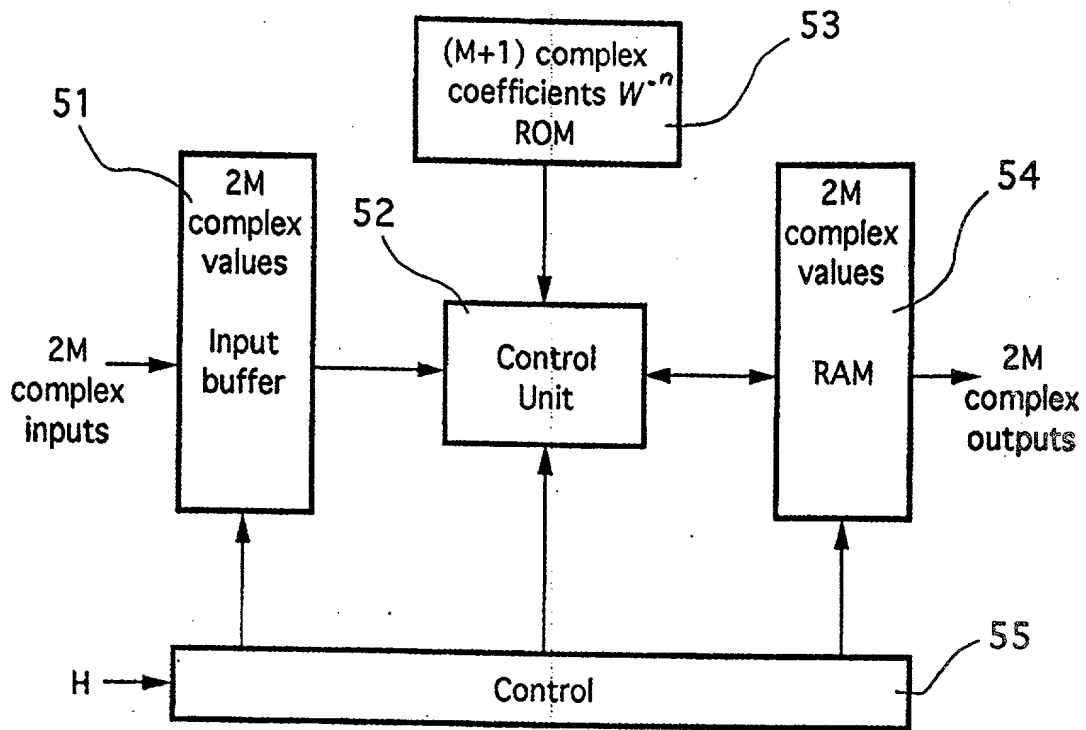 53
(M+1) complex
coefficients W⁻ⁿ
ROM
51
2M
complex
values
Input
buffer
52
Control
Unit
2M
complex
values
RAM
54
2M
complex
inputs
2M
complex
outputs
55
H
Control